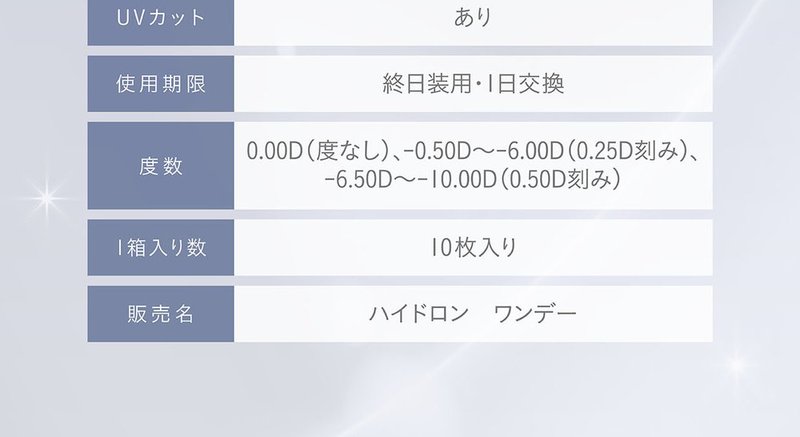 UVカット あり
使用期限 終日装用・1日交換
度数 0.00D(度なし)、-0.50D〜-6.00D(0.25D刻み)、
-6.50D〜-10.00D(0.50D刻み)
1箱入り数 10枚入り
販売名 ハイドロン ワンデー